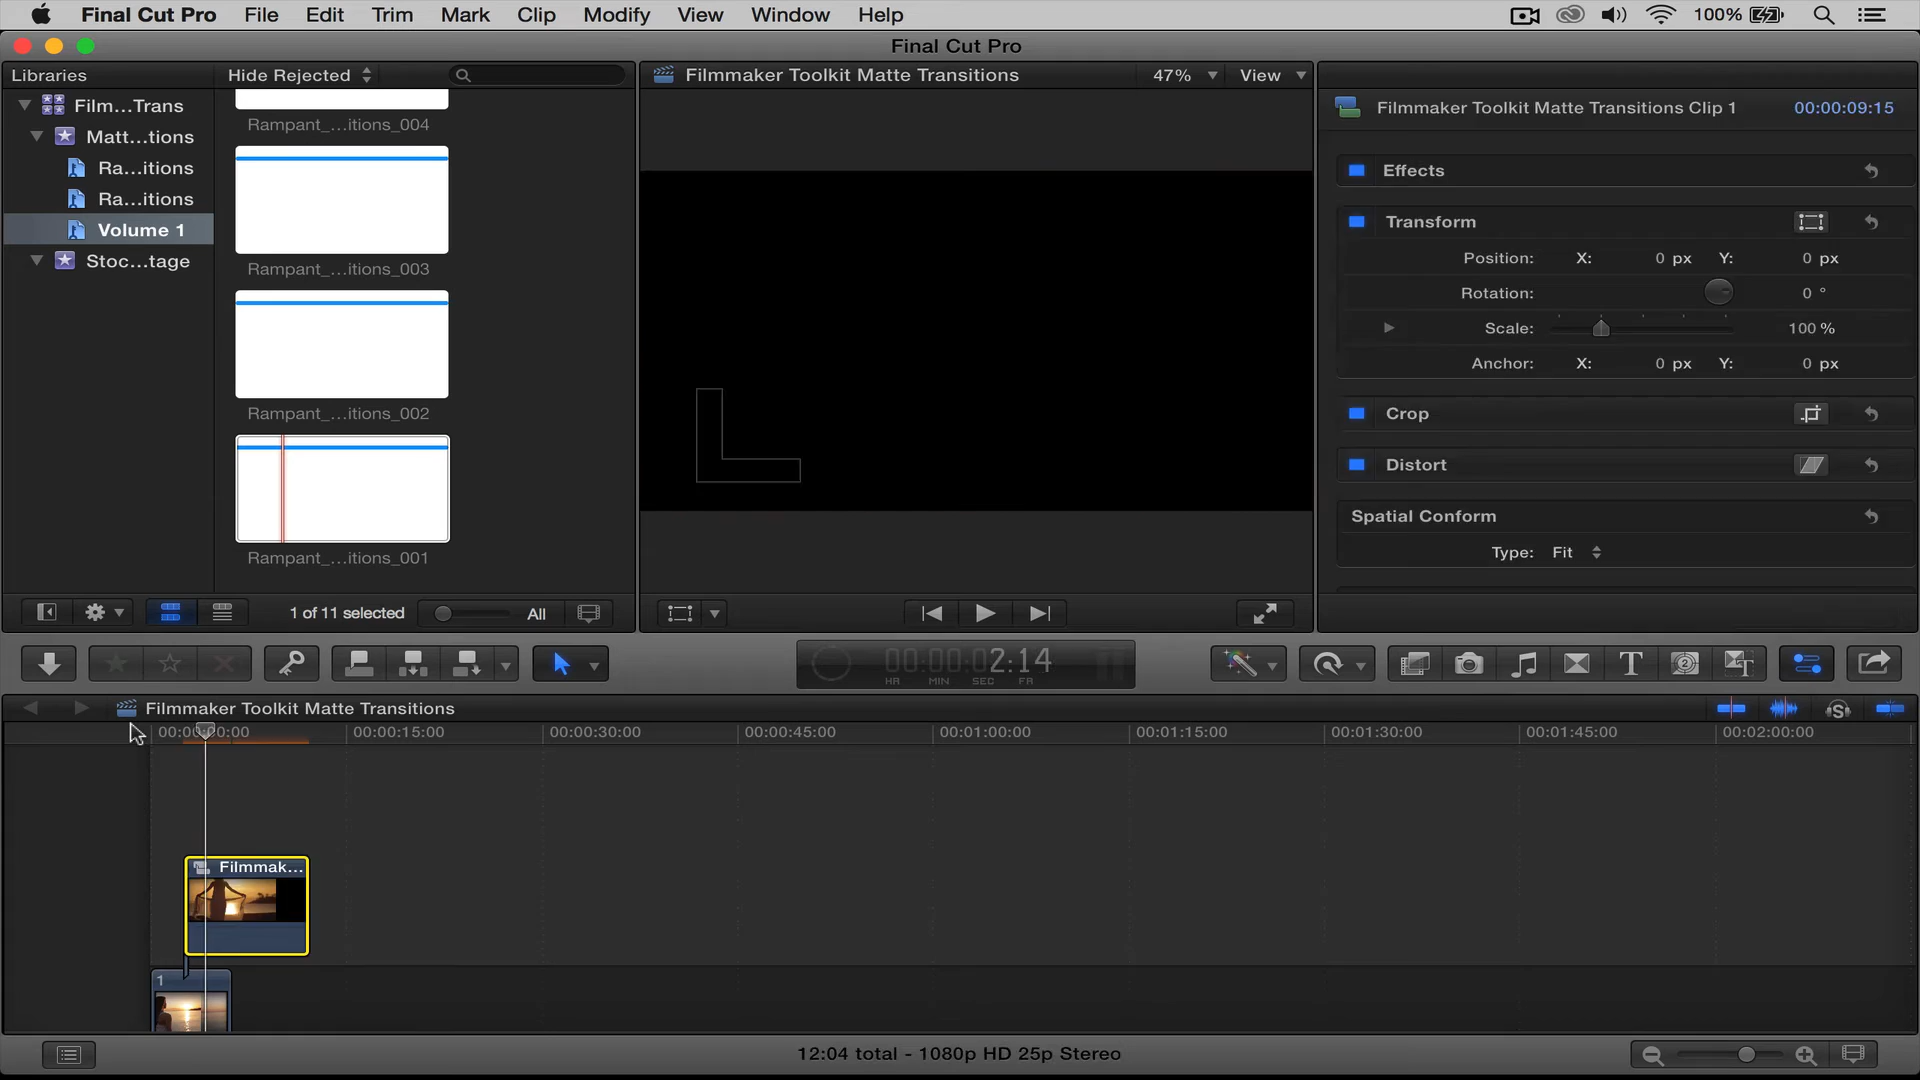 Final Cut Pro File Edit Trim Mark Clip Modify View Window Help 100%
Final Cut Pro
Libraries
Hide Rejected
Film...Trans
Matt...tions
Ra...itions
Ra...itions
Volume 1
Stoc...tage
Rampant_...itions_004
Rampant_...itions_003
Rampant_...itions_002
Rampant_...itions_001
1 of 11 selected
All
Filmmaker Toolkit Matte Transitions
47%
View
Filmmaker Toolkit Matte Transitions Clip 1
00:00:09:15
Effects
Transform
Position: X: 0 px Y: 0 px
Rotation: 0 °
Scale: 100 %
Anchor: X: 0 px Y: 0 px
Crop
Distort
Spatial Conform
Type: Fit
00:00:02:14
HR MIN SEC FR
Filmmaker Toolkit Matte Transitions
00:00:00:00 00:00:15:00 00:00:30:00 00:00:45:00 00:01:00:00 00:01:15:00 00:01:30:00 00:01:45:00 00:02:00:00
Filmmak...
1
12:04 total - 1080p HD 25p Stereo